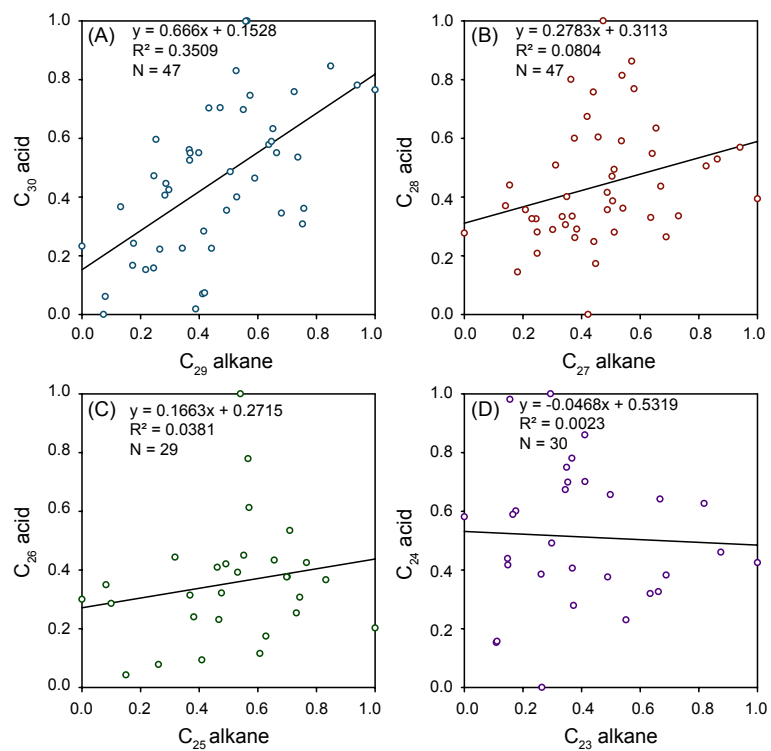 (A)
y = 0.666x + 0.1528
R² = 0.3509
N = 47
1.0
0.8
0.6
0.4
0.2
0.0
C₃₀ acid
0.0 0.2 0.4 0.6 0.8 1.0
C₂₉ alkane
(B)
y = 0.2783x + 0.3113
R² = 0.0804
N = 47
1.0
0.8
0.6
0.4
0.2
0.0
C₂₈ acid
0.0 0.2 0.4 0.6 0.8 1.0
C₂₇ alkane
(C)
y = 0.1663x + 0.2715
R² = 0.0381
N = 29
1.0
0.8
0.6
0.4
0.2
0.0
C₂₆ acid
0.0 0.2 0.4 0.6 0.8 1.0
C₂₅ alkane
(D)
y = -0.0468x + 0.5319
R² = 0.0023
N = 30
1.0
0.8
0.6
0.4
0.2
0.0
C₂₄ acid
0.0 0.2 0.4 0.6 0.8 1.0
C₂₃ alkane